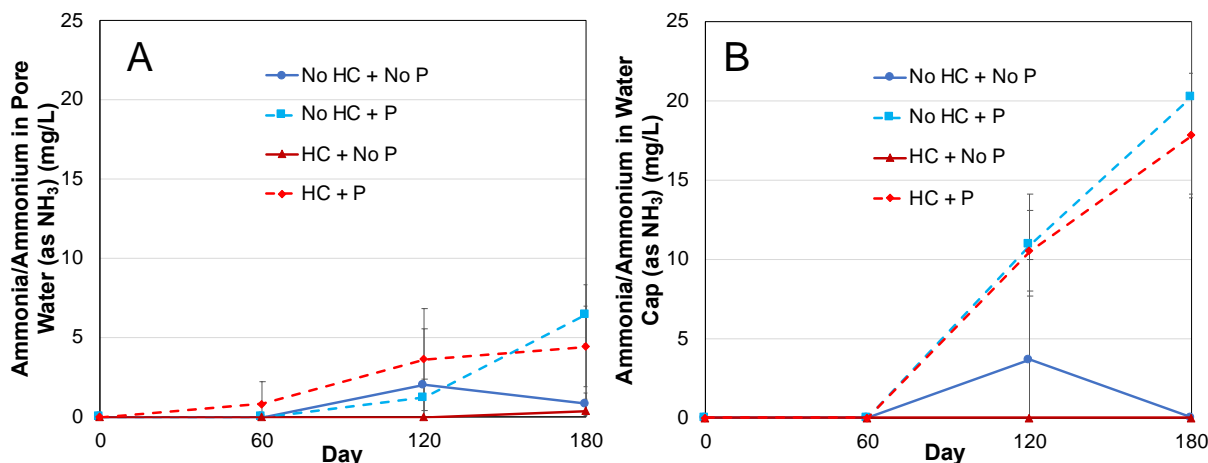 A
Ammonia/Ammonium in Pore
Water (as NH₃) (mg/L)
25
20
15
10
5
0
No HC + No P
No HC + P
HC + No P
HC + P
0 60 120 180
Day
B
Ammonia/Ammonium in Water
Cap (as NH₃) (mg/L)
25
20
15
10
5
0
No HC + No P
No HC + P
HC + No P
HC + P
0 60 120 180
Day